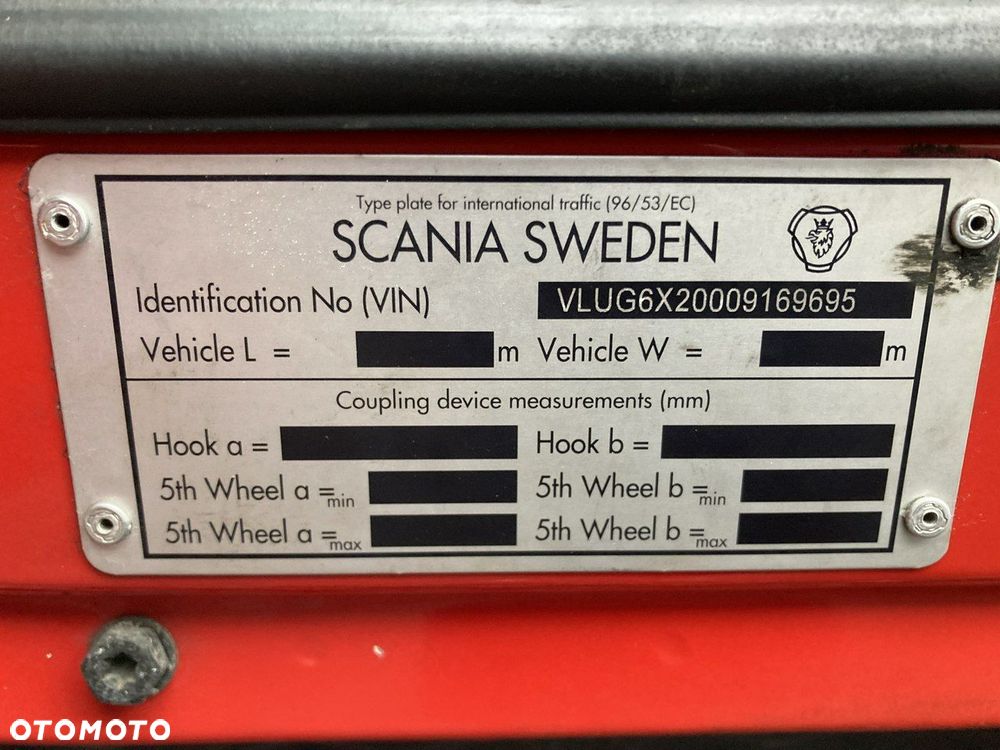 Type plate for international traffic (96/53/EC)
SCANIA SWEDEN
Identification No (VIN) VLUG6X20009169695
Vehicle L = m Vehicle W = m
Coupling device measurements (mm)
Hook a = Hook b =
5th Wheel a =min 5th Wheel b =min
5th Wheel a =max 5th Wheel b =max
OTOMOTO